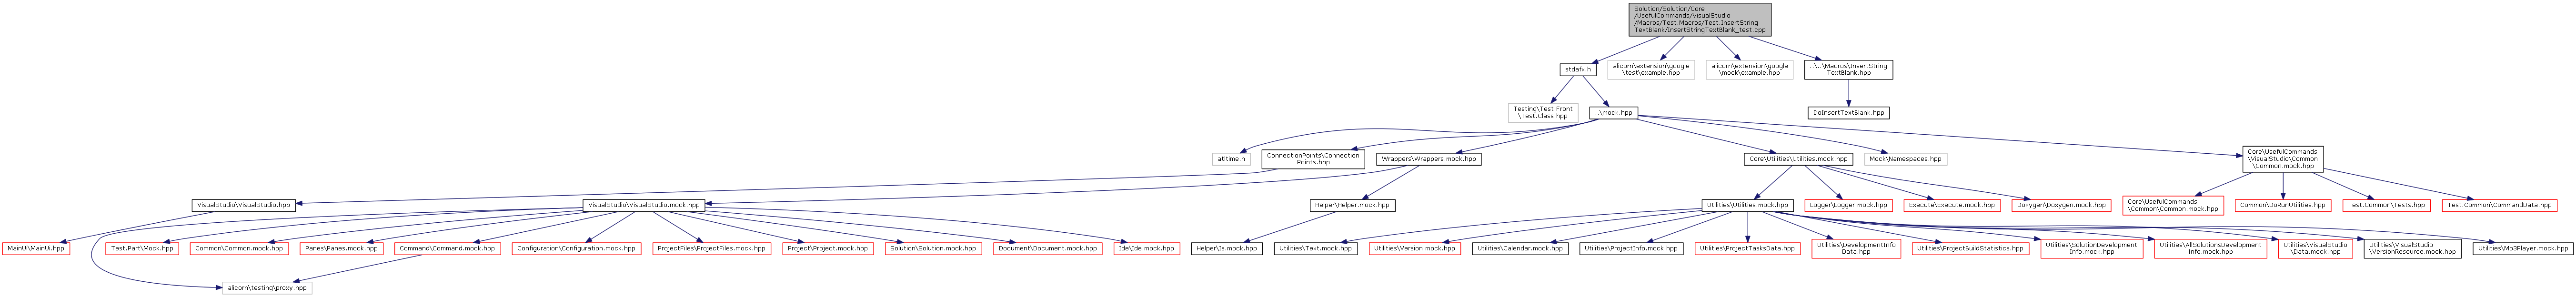 Solution/Solution/Core
/UsefulCommands/VisualStudio
/Macros/Test.Macros/Test.InsertString
TextBlank/InsertStringTextBlank_test.cpp
stdafx.h
alicorn\extension\google
\test\example.hpp
alicorn\extension\google
\mock\example.hpp
..\..\Macros\InsertString
TextBlank.hpp
Testing\Test.Front
\Test.Class.hpp
..\mock.hpp
DoInsertTextBlank.hpp
atltime.h
ConnectionPoints\Connection
Points.hpp
Wrappers\Wrappers.mock.hpp
Core\Utilities\Utilities.mock.hpp
Mock\Namespaces.hpp
Core\UsefulCommands
\VisualStudio\Common
\Common.mock.hpp
VisualStudio\VisualStudio.hpp
VisualStudio\VisualStudio.mock.hpp
Helper\Helper.mock.hpp
Utilities\Utilities.mock.hpp
Logger\Logger.mock.hpp
Execute\Execute.mock.hpp
Doxygen\Doxygen.mock.hpp
Core\UsefulCommands
\Common\Common.mock.hpp
Common\DoRunUtilities.hpp
Test.Common\Tests.hpp
Test.Common\CommandData.hpp
MainUi\MainUi.hpp
Test.Part\Mock.hpp
Common\Common.mock.hpp
Panes\Panes.mock.hpp
Command\Command.mock.hpp
Configuration\Configuration.mock.hpp
ProjectFiles\ProjectFiles.mock.hpp
Project\Project.mock.hpp
Solution\Solution.mock.hpp
Document\Document.mock.hpp
Ide\Ide.mock.hpp
Helper\Is.mock.hpp
Utilities\Text.mock.hpp
Utilities\Version.mock.hpp
Utilities\Calendar.mock.hpp
Utilities\ProjectInfo.mock.hpp
Utilities\ProjectTasksData.hpp
Utilities\DevelopmentInfo
Data.hpp
Utilities\ProjectBuildStatistics.hpp
Utilities\SolutionDevelopment
Info.mock.hpp
Utilities\AllSolutionsDevelopment
Info.mock.hpp
Utilities\VisualStudio
\Data.mock.hpp
Utilities\VisualStudio
\VersionResource.mock.hpp
Utilities\Mp3Player.mock.hpp
alicorn\testing\proxy.hpp